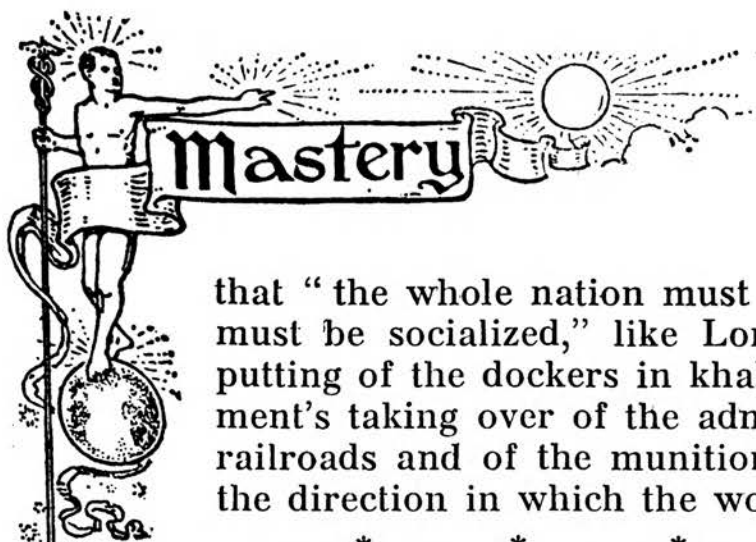 Mastery
that “ the whole nation must
must be socialized,” like
putting of the dockers in
ment's taking over of the
railroads and of the
the direction in which the
* * *